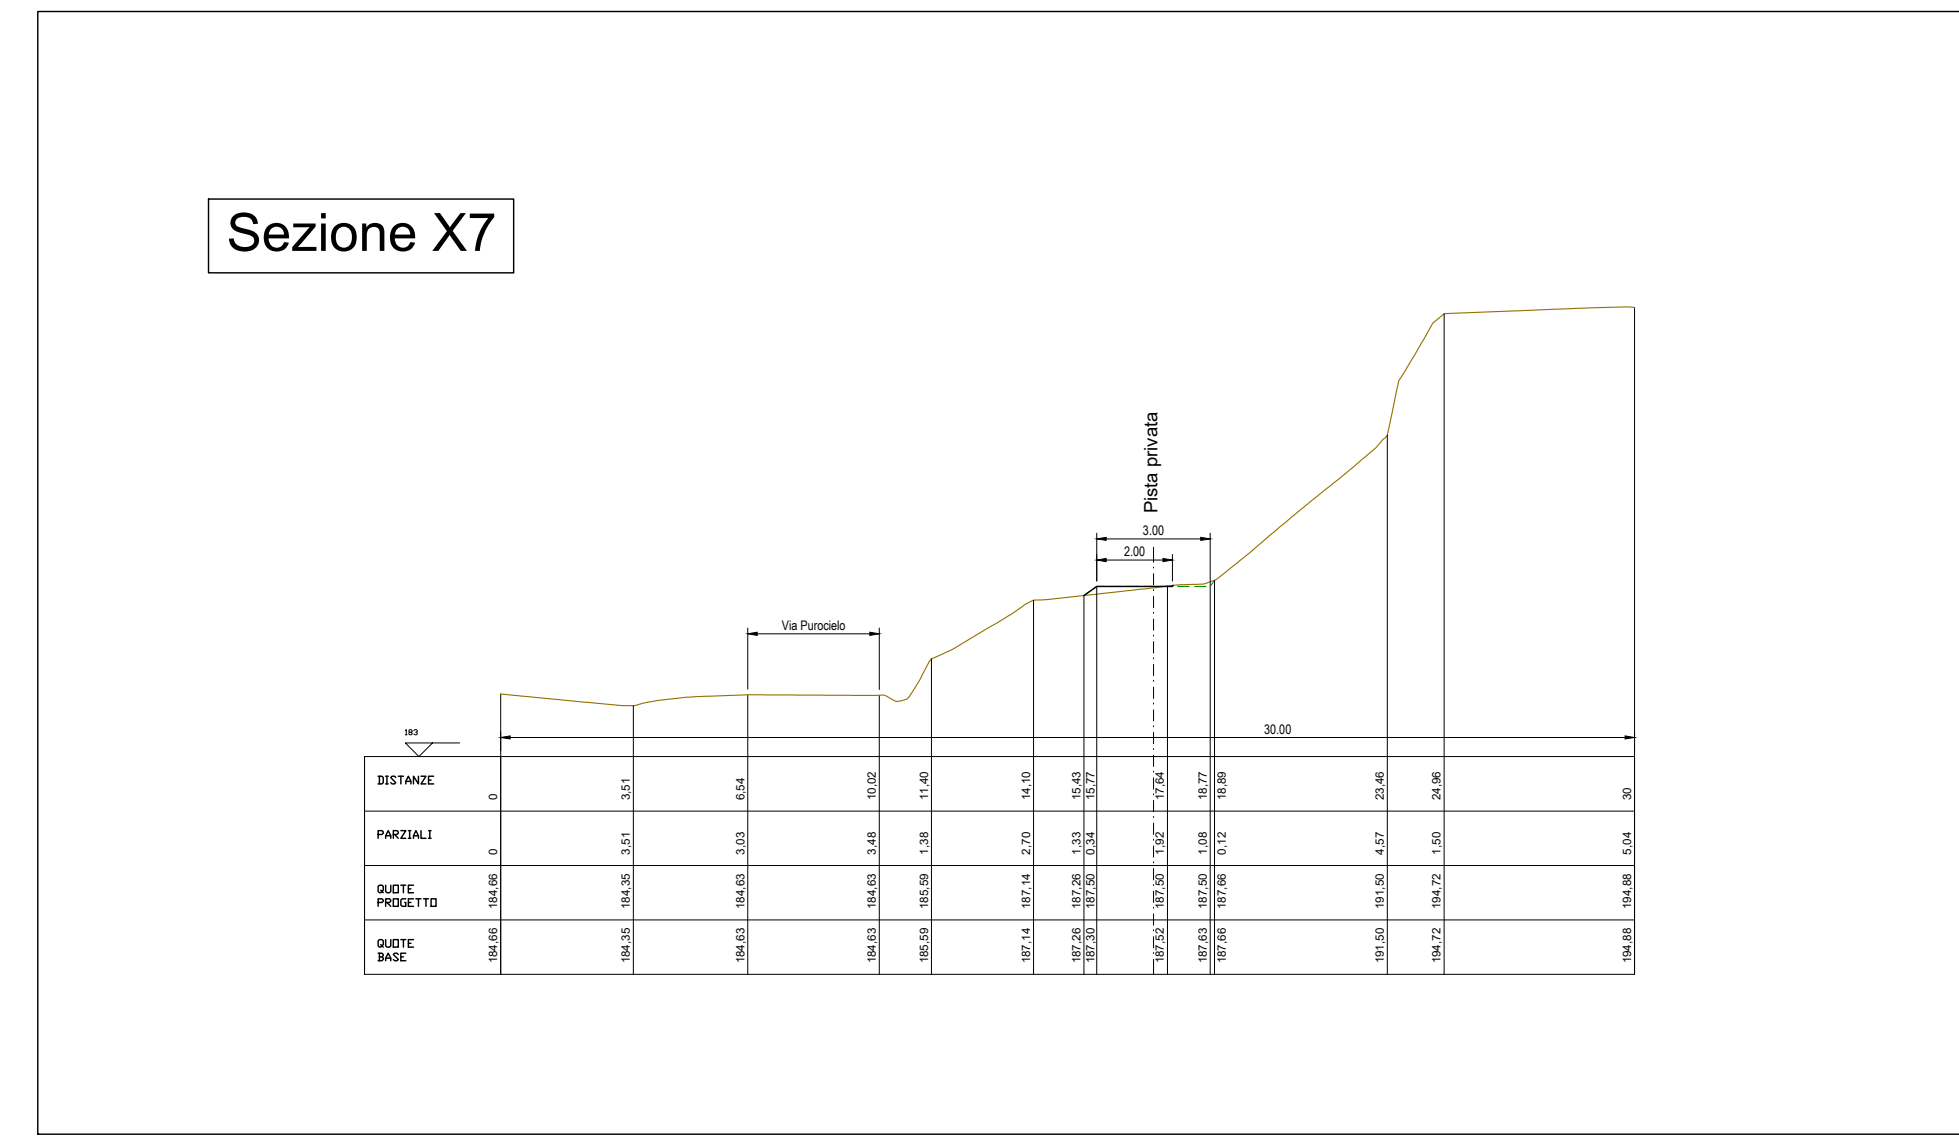 Sezione X7
Pista privata
3.00
2.00
Via Purocielo
183
30.00
DISTANZE 0 3,51 6,54 10,02 11,40 14,10 15,43 15,77 17,64 18,77 18,89 23,46 24,96 30
PARZIALI 0 3,51 3,03 3,48 1,38 2,70 1,33 0,34 1,92 1,08 0,12 4,57 1,50 5,04
QUOTE
PROGETTO 184,66 184,35 184,63 184,63 185,59 187,14 187,26 187,50 187,50 187,50 187,66 191,50 194,72 194,88
QUOTE
BASE 184,66 184,35 184,63 184,63 185,59 187,14 187,26 187,30 187,52 187,63 187,66 191,50 194,72 194,88